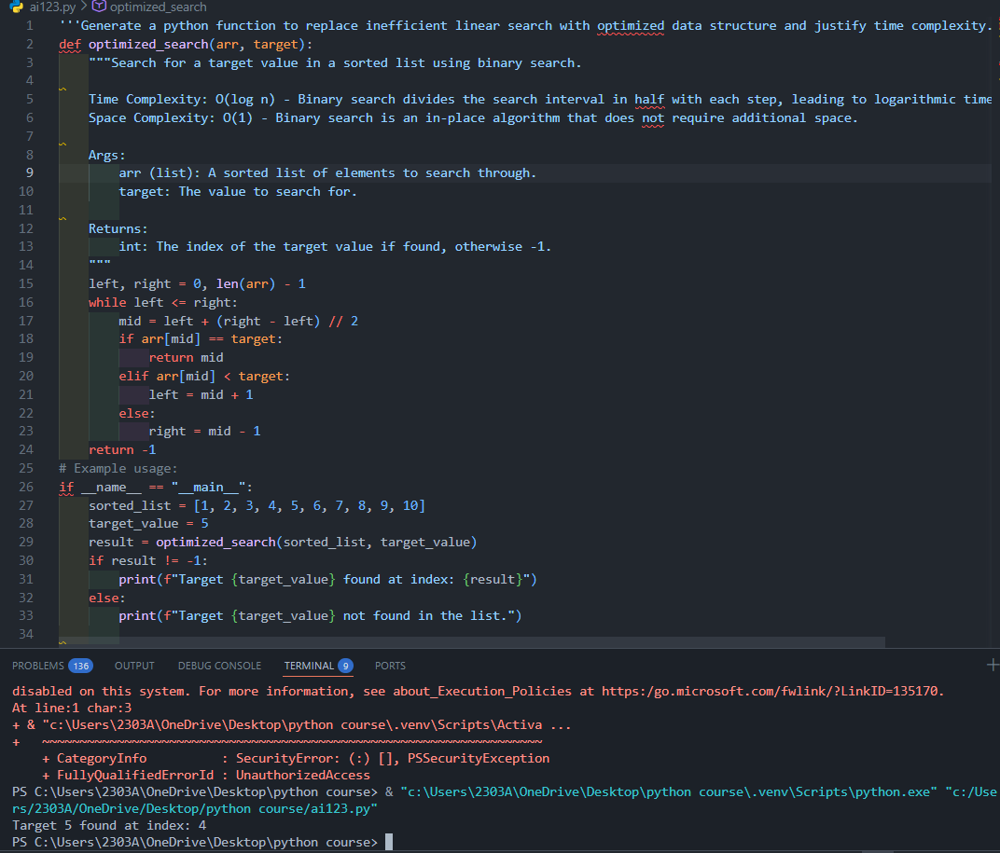 ai123.py > optimized_search
1 '''Generate a python function to replace inefficient linear search with optimized data structure and justify time complexity.
2 def optimized_search(arr, target):
3 """Search for a target value in a sorted list using binary search.
4
5 Time Complexity: O(log n) - Binary search divides the search interval in half with each step, leading to logarithmic time
6 Space Complexity: O(1) - Binary search is an in-place algorithm that does not require additional space.
7
8 Args:
9 arr (list): A sorted list of elements to search through.
10 target: The value to search for.
11
12 Returns:
13 int: The index of the target value if found, otherwise -1.
14 """
15 left, right = 0, len(arr) - 1
16 while left <= right:
17 mid = left + (right - left) // 2
18 if arr[mid] == target:
19 return mid
20 elif arr[mid] < target:
21 left = mid + 1
22 else:
23 right = mid - 1
24 return -1
25 # Example usage:
26 if __name__ == "__main__":
27 sorted_list = [1, 2, 3, 4, 5, 6, 7, 8, 9, 10]
28 target_value = 5
29 result = optimized_search(sorted_list, target_value)
30 if result != -1:
31 print(f"Target {target_value} found at index: {result}")
32 else:
33 print(f"Target {target_value} not found in the list.")
34
PROBLEMS 136 OUTPUT DEBUG CONSOLE TERMINAL 9 PORTS
disabled on this system. For more information, see about_Execution_Policies at https:/go.microsoft.com/fwlink/?LinkID=135170.
At line:1 char:3
+ & "c:\Users\2303A\OneDrive\Desktop\python course\.venv\Scripts\Activa ...
+ ~~~~~~~~~~~~~~~~~~~~~~~~~~~~~~~~~~~~~~~~~~~~~~~~~~~~~~~~~~~~~~~~~~~
+ CategoryInfo : SecurityError: (:) [], PSSecurityException
+ FullyQualifiedErrorId : UnauthorizedAccess
PS C:\Users\2303A\OneDrive\Desktop\python course> & "c:\Users\2303A\OneDrive\Desktop\python course\.venv\Scripts\python.exe" "c:/Use
rs/2303A/OneDrive/Desktop/python course/ai123.py"
Target 5 found at index: 4
PS C:\Users\2303A\OneDrive\Desktop\python course>